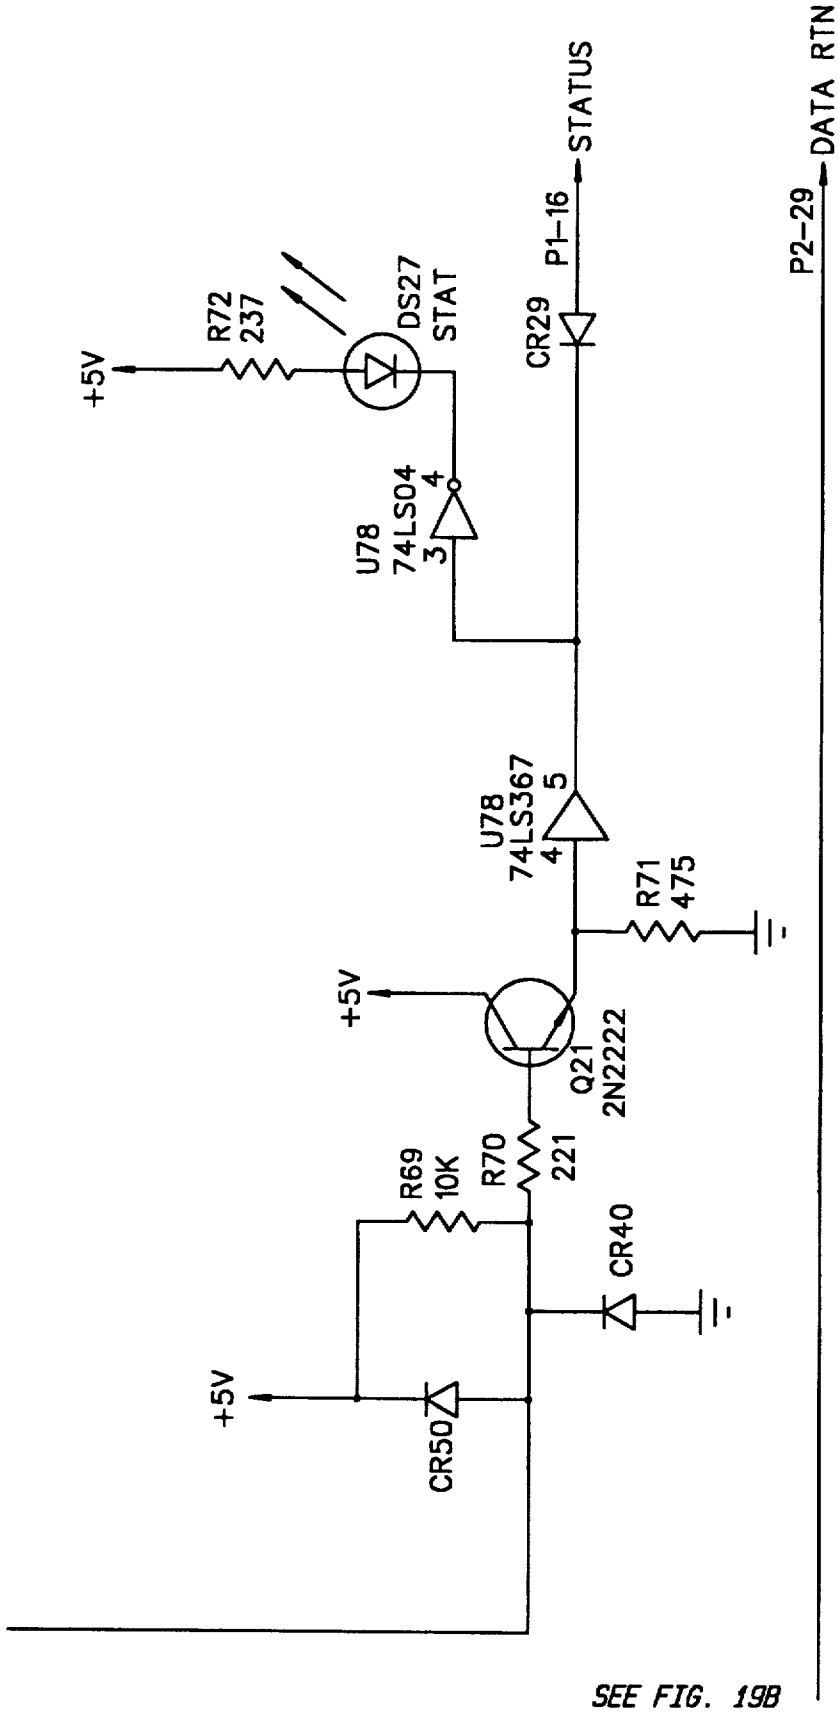 +5V
CR50
R69
10K
CR40
R70
221
+5V
Q21
2N2222
R71
475
U78
74LS367
4
5
U78
74LS04
3
4
+5V
R72
237
DS27
STAT
CR29
P1-16
STATUS
P2-29
DATA RTN
SEE FIG. 19B